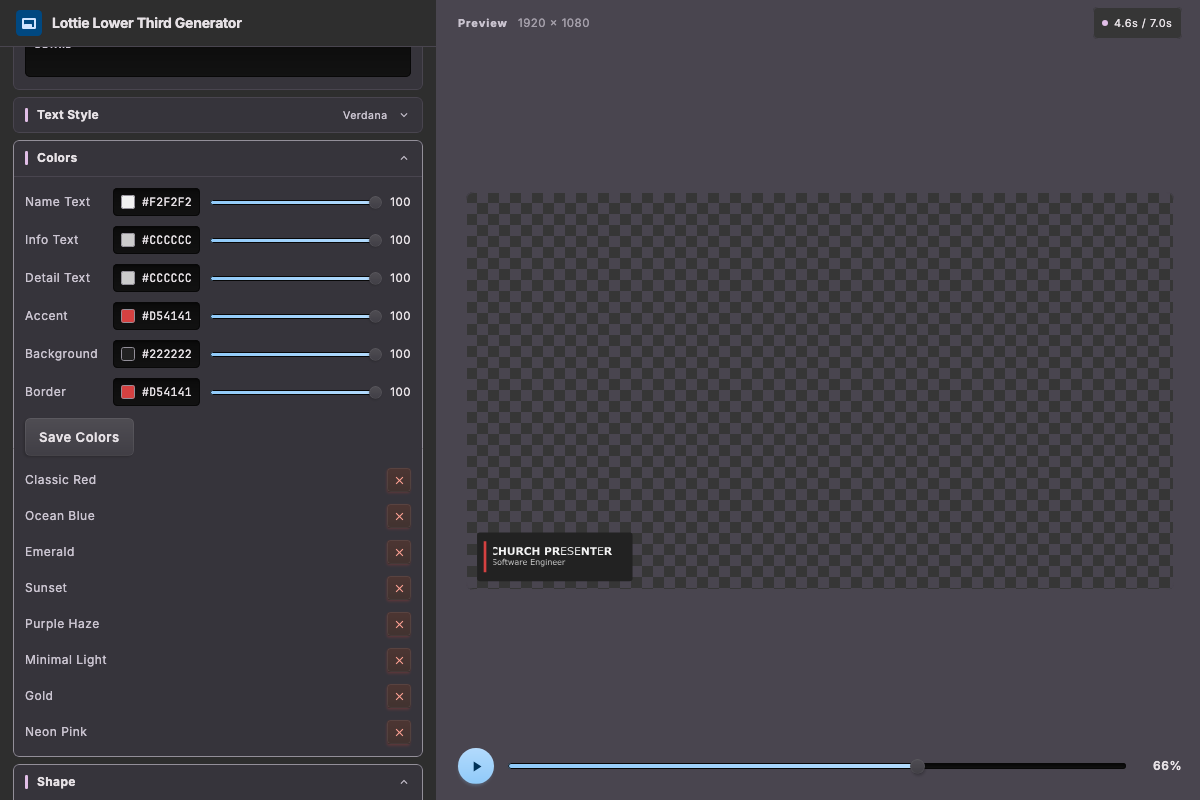 Lottie Lower Third Generator
Text Style
Verdana
Colors
Name Text
#F2F2F2
100
Info Text
#CCCCCC
100
Detail Text
#CCCCCC
100
Accent
#D54141
100
Background
#222222
100
Border
#D54141
100
Save Colors
Classic Red
Ocean Blue
Emerald
Sunset
Purple Haze
Minimal Light
Gold
Neon Pink
Shape
Preview 1920 × 1080
4.6s / 7.0s
CHURCH PRESENTER
Software Engineer
66%